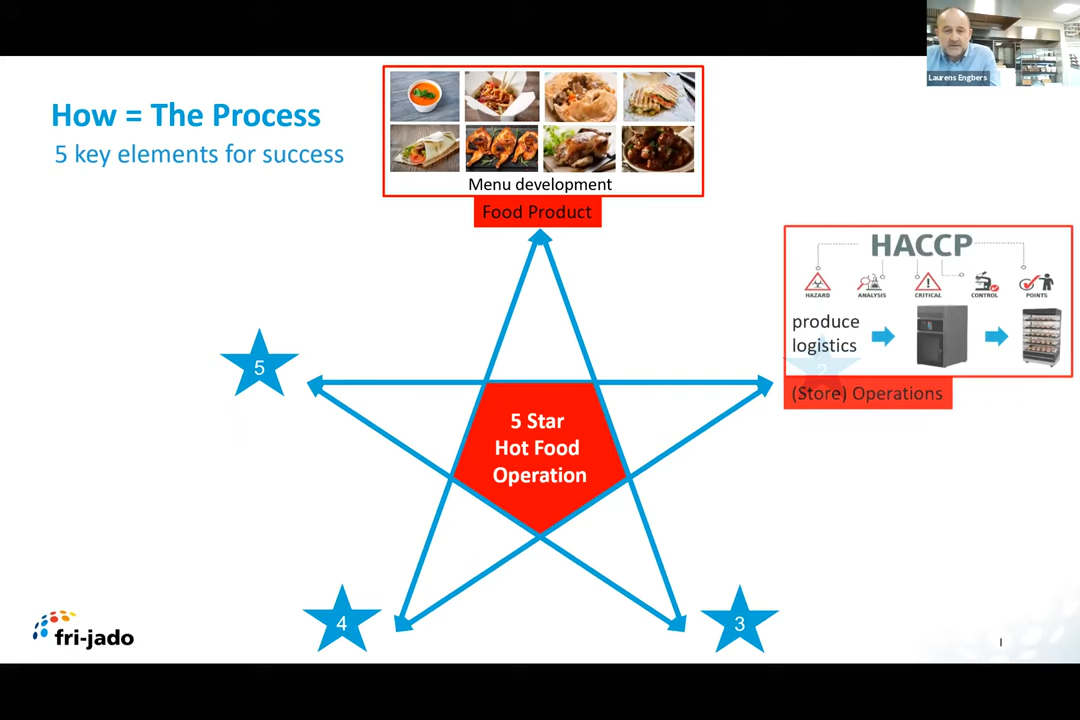 Laurens Engbers
How = The Process
5 key elements for success
Menu development
Food Product
HACCP
HAZARD
ANALYSIS
CRITICAL
CONTROL
POINTS
produce
logistics
2
(Store) Operations
5
5 Star
Hot Food
Operation
4
3
fri-jado
I